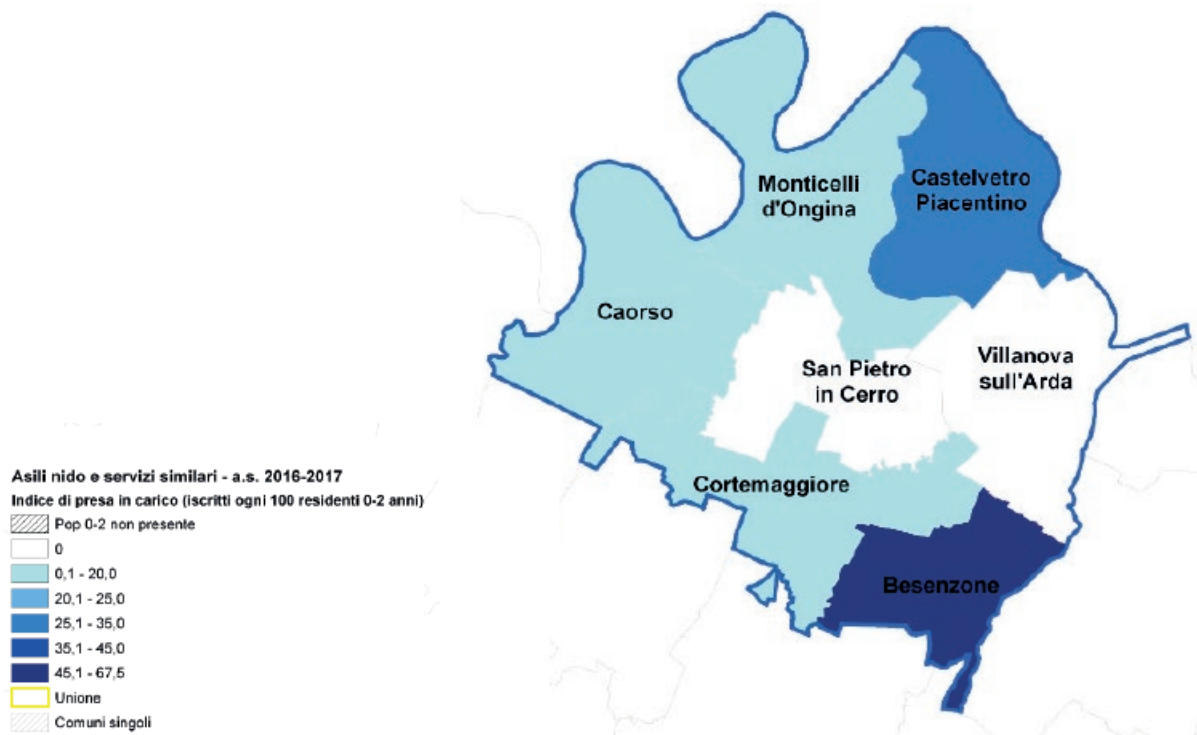 Monticelli
d'Ongina
Castelvetro
Piacentino
Caorso
San Pietro
in Cerro
Villanova
sull'Arda
Cortemaggiore
Besenzone
Asili nido e servizi similari - a.s. 2016-2017
Indice di presa in carico (iscritti ogni 100 residenti 0-2 anni)
Pop 0-2 non presente
0
0,1 - 20,0
20,1 - 25,0
25,1 - 35,0
35,1 - 45,0
45,1 - 67,5
Unione
Comuni singoli